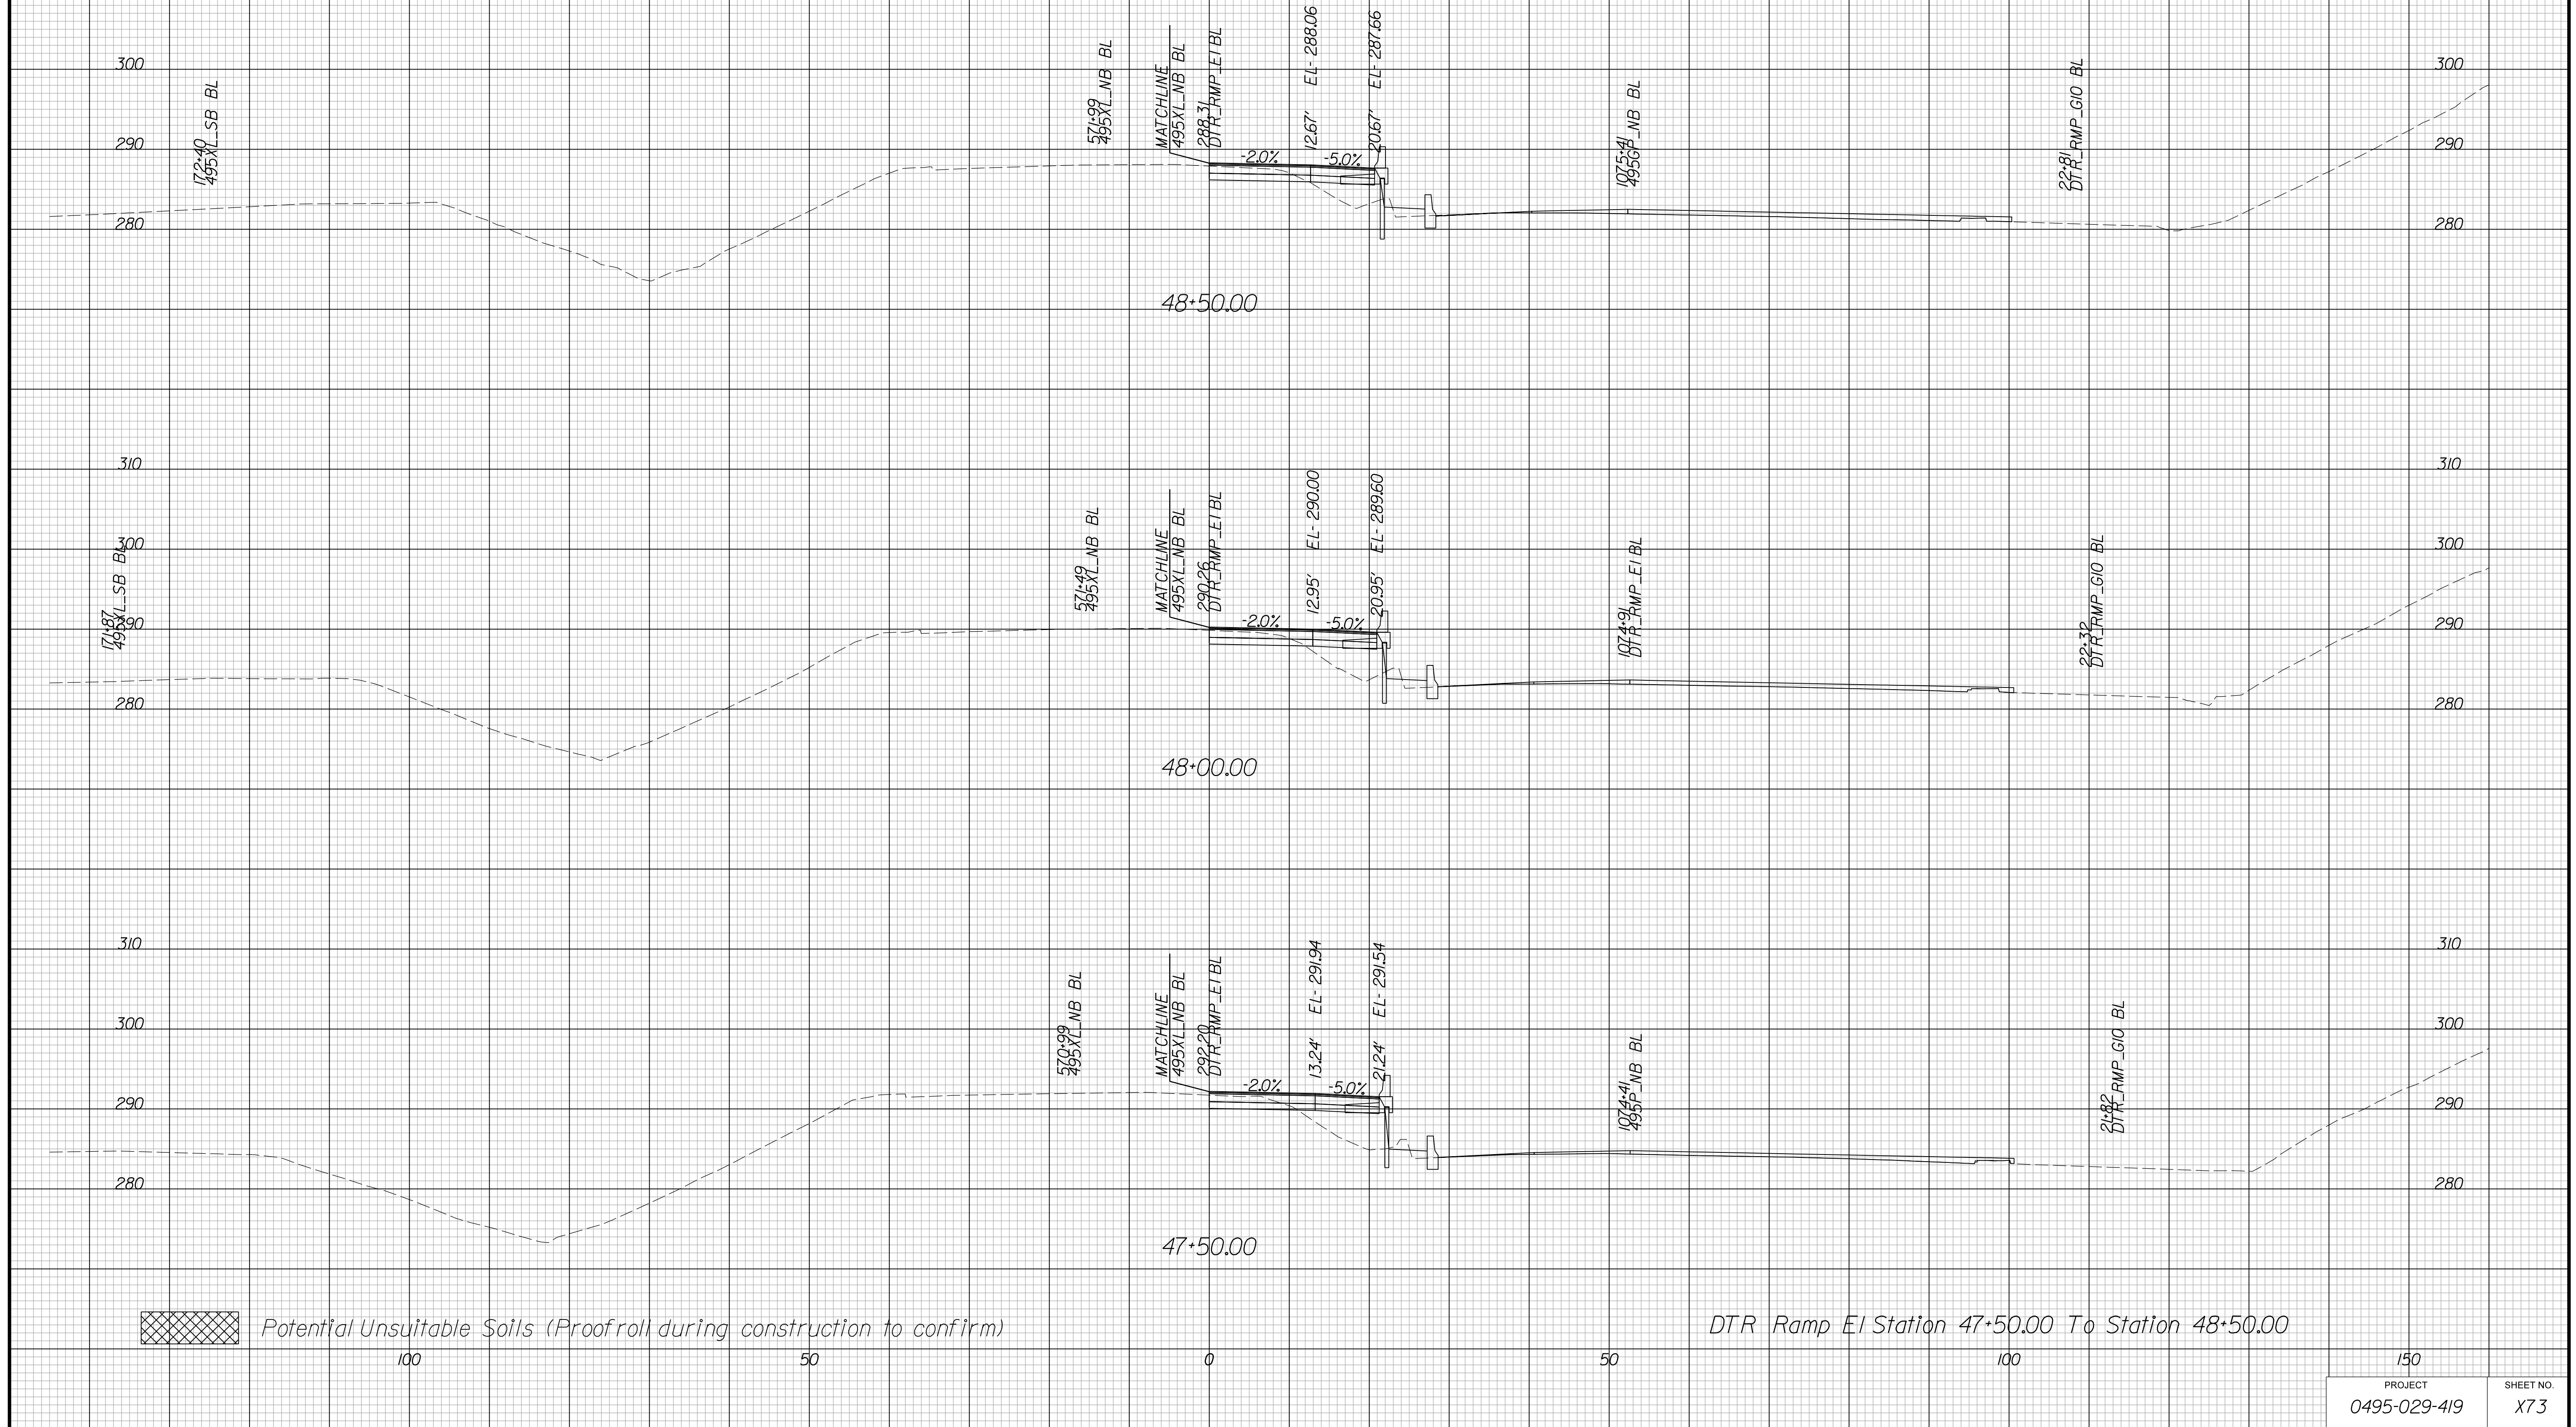 300
300
172+40
495XL_SB BL
571+99
495XL_NB BL
MATCHLINE
495XL_NB BL
288.31
DTR_RMP_E1 BL
12.67' EL- 288.06
20.67' EL- 287.66
1075+41
495GP_NB BL
22+81
DTR_RMP_G10 BL
290
-2.0%
-5.0%
290
280
280
48+50.00
310
310
300
300
171+87
495XL_SB BL
571+49
495XL_NB BL
MATCHLINE
495XL_NB BL
290.26
DTR_RMP_E1 BL
12.95' EL- 290.00
20.95' EL- 289.60
1074+91
DTR_RMP_E1 BL
22+32
DTR_RMP_G10 BL
290
-2.0%
-5.0%
290
280
280
48+00.00
310
310
300
300
570+99
495XL_NB BL
MATCHLINE
495XL_NB BL
292.20
DTR_RMP_E1 BL
13.24' EL- 291.94
21.24' EL- 291.54
1074+41
495P_NB BL
21+82
DTR_RMP_G10 BL
290
-2.0%
-5.0%
290
280
280
47+50.00
Potential Unsuitable Soils (Proofroll during construction to confirm)
DTR Ramp E1 Station 47+50.00 To Station 48+50.00
100 50 0 50 100 150
PROJECT
0495-029-419
SHEET NO.
X73